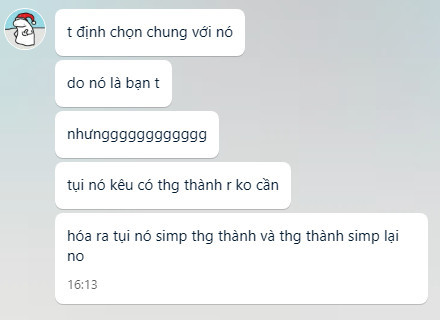 t định chọn chung với nó
do nó là bạn t
nhưngggggggggggg
tụi nó kêu có thg thành r ko cần
hóa ra tụi nó simp thg thành và thg thành simp lại
no
16:13